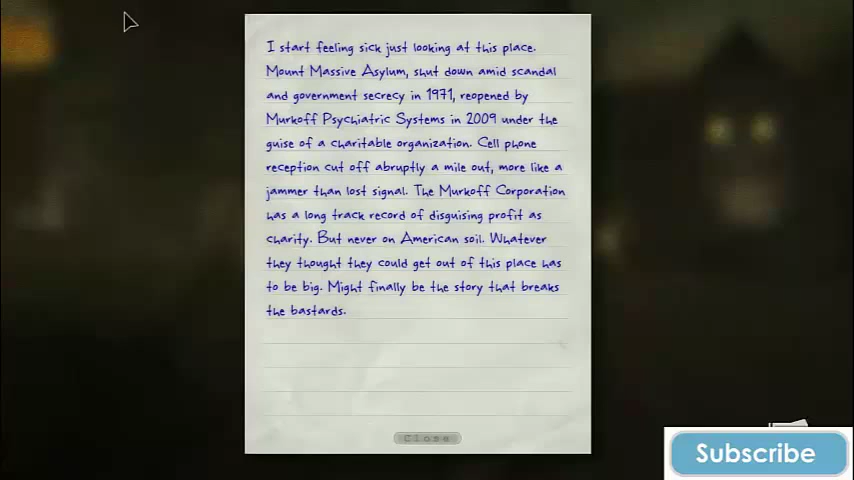 I start feeling sick just looking at this place.
Mount Massive Asylum, shut down amid scandal
and government secrecy in 1971, reopened by
Murkoff Psychiatric Systems in 2009 under the
guise of a charitable organization. Cell phone
reception cut off abruptly a mile out, more like a
jammer than lost signal. The Murkoff Corporation
has a long track record of disguising profit as
charity. But never on American soil. Whatever
they thought they could get out of this place has
to be big. Might finally be the story that breaks
the bastards.
Close
Subscribe